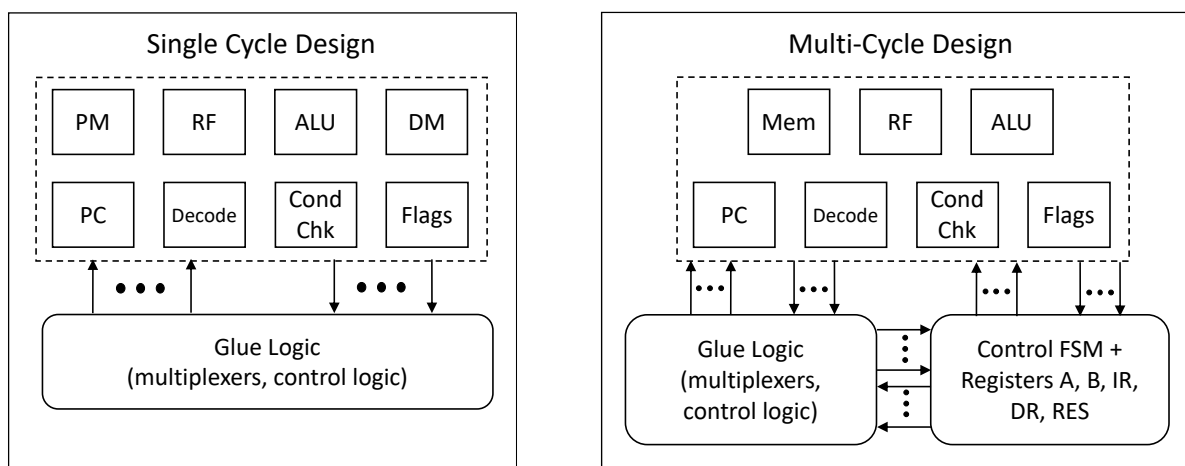 Single Cycle Design
PM
RF
ALU
DM
PC
Decode
Cond
Chk
Flags
Glue Logic
(multiplexers, control logic)
Multi-Cycle Design
Mem
RF
ALU
PC
Decode
Cond
Chk
Flags
Glue Logic
(multiplexers,
control logic)
Control FSM +
Registers A, B, IR,
DR, RES